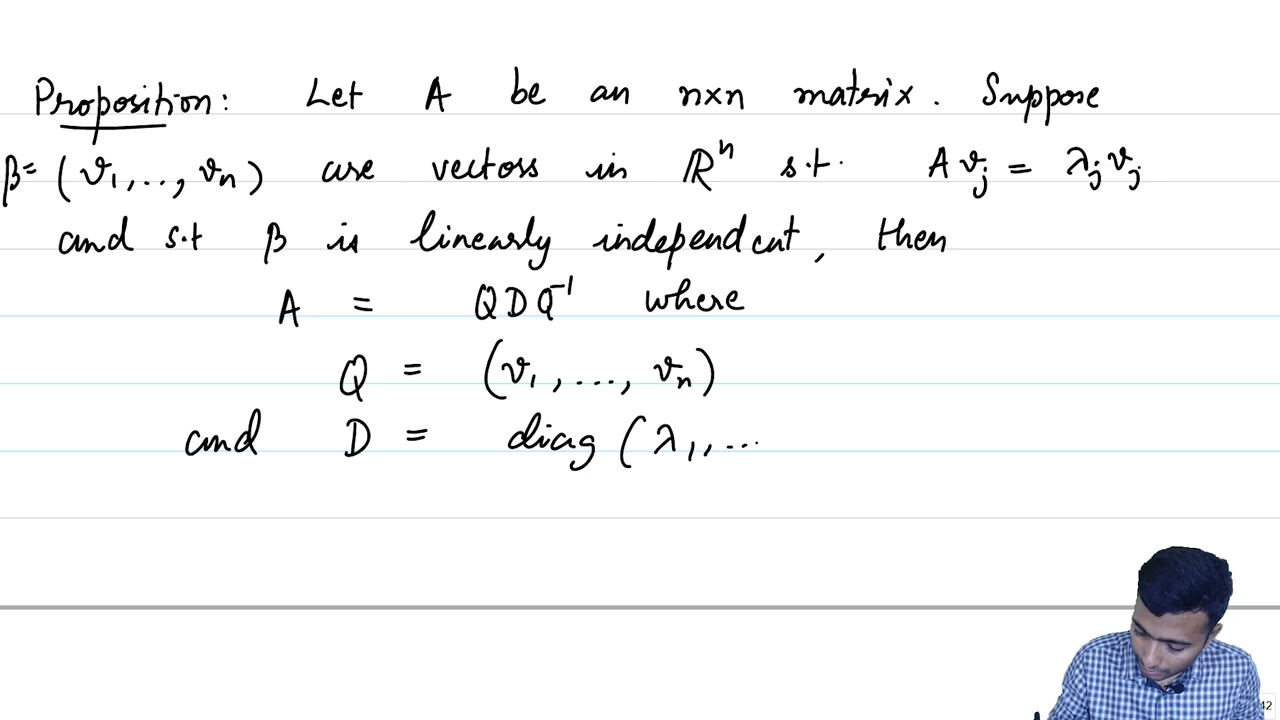 Proposition: Let A be an n×n matrix. Suppose
β = (v₁, .., vₙ) are vectors in ℝⁿ s.t. A vⱼ = λⱼ vⱼ
and s.t β is linearly independent, then
A = Q D Q⁻¹ where
Q = (v₁, ..., vₙ)
and D = diag (λ₁, , ...
42